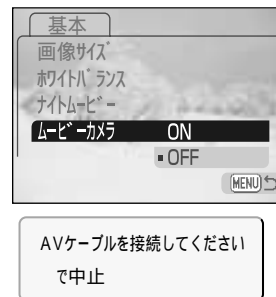 基本
画像サイズ
ホワイトバランス
ナイトムービー
ムービーカメラ ON
OFF
MENU
AVケーブルを接続してください
で中止